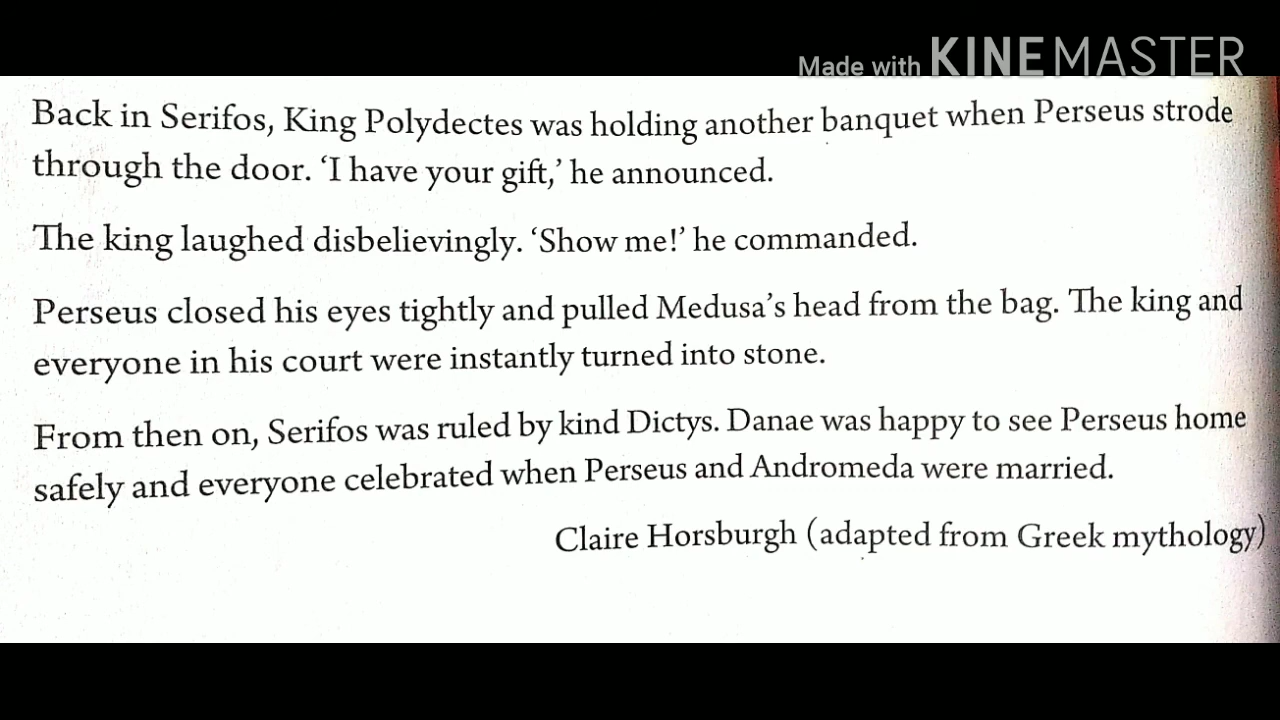 Made with KINEMASTER
Back in Serifos, King Polydectes was holding another banquet when Perseus strode
through the door. ‘I have your gift,’ he announced.
The king laughed disbelievingly. ‘Show me!’ he commanded.
Perseus closed his eyes tightly and pulled Medusa’s head from the bag. The king and
everyone in his court were instantly turned into stone.
From then on, Serifos was ruled by kind Dictys. Danae was happy to see Perseus home
safely and everyone celebrated when Perseus and Andromeda were married.
Claire Horsburgh (adapted from Greek mythology)